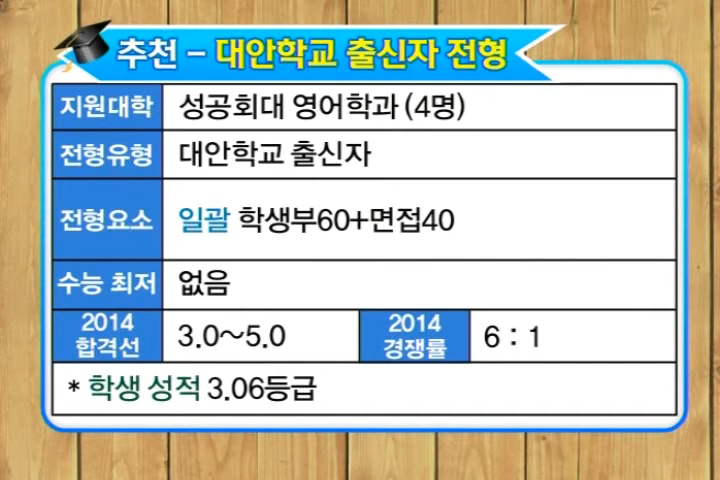 추천 - 대안학교 출신자 전형
지원대학 성공회대 영어학과 (4명)
전형유형 대안학교 출신자
전형요소 일괄 학생부60+면접40
수능 최저 없음
2014 합격선 3.0~5.0 2014 경쟁률 6 : 1
* 학생 성적 3.06등급